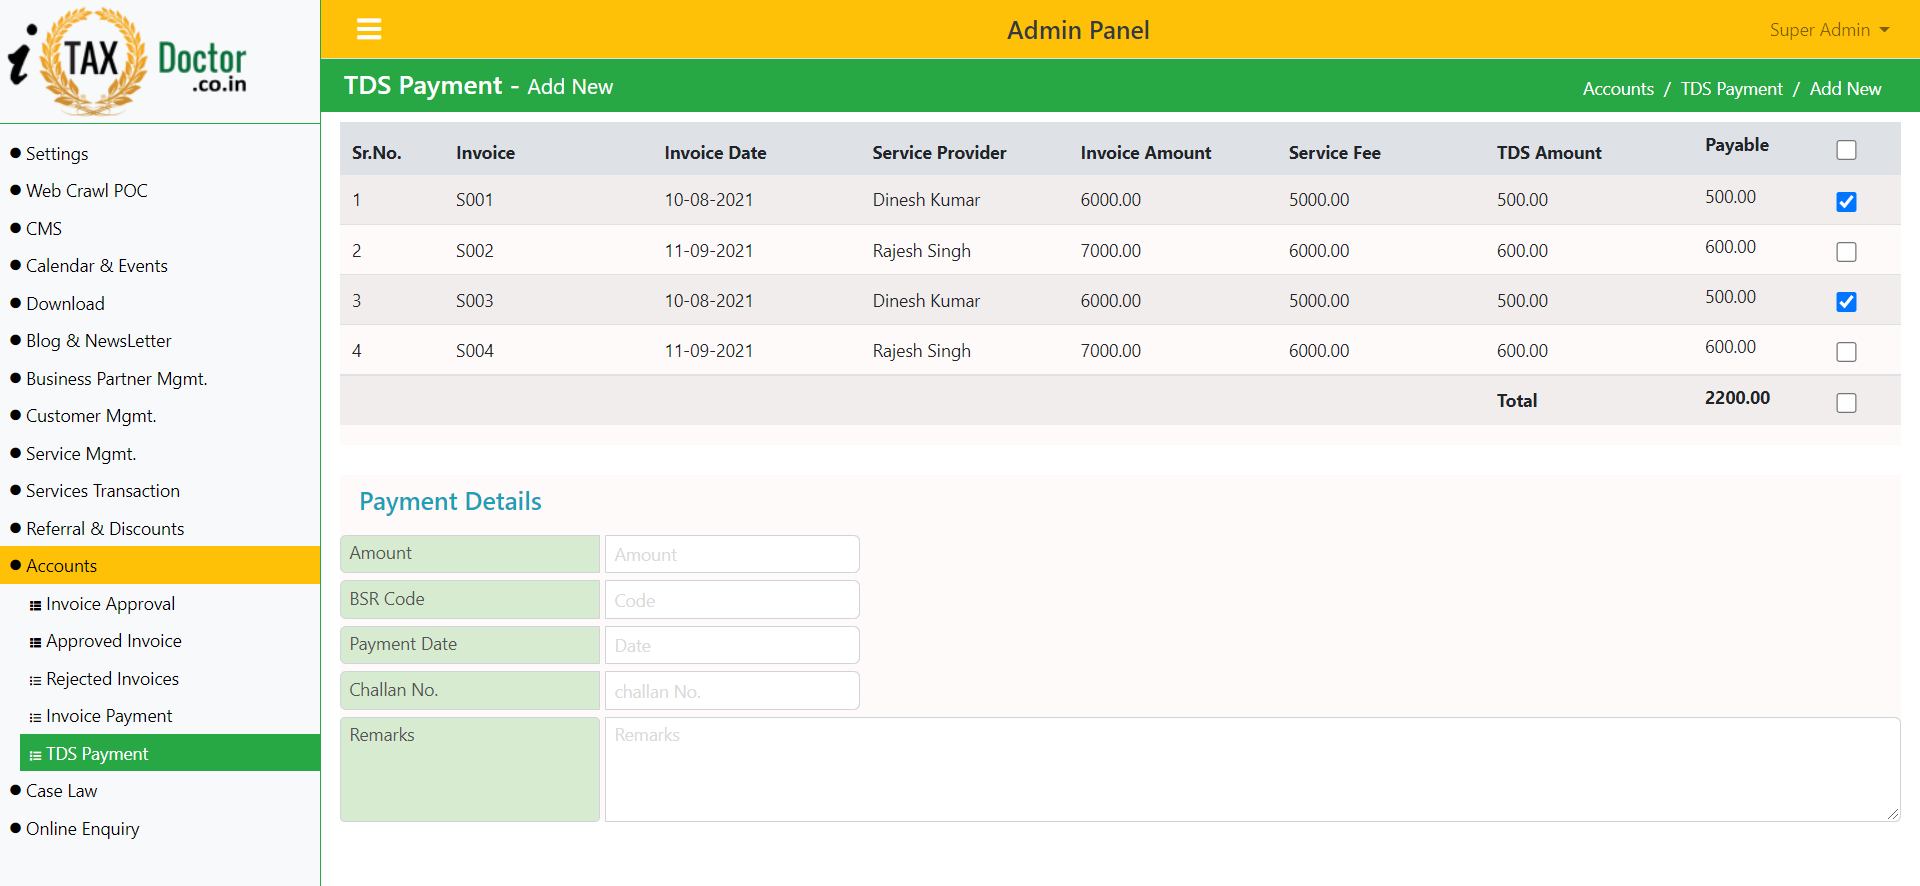 i TAX Doctor
.co.in
Admin Panel
Super Admin
TDS Payment - Add New
Accounts / TDS Payment / Add New
Settings
Web Crawl POC
CMS
Calendar & Events
Download
Blog & NewsLetter
Business Partner Mgmt.
Customer Mgmt.
Service Mgmt.
Services Transaction
Referral & Discounts
Accounts
Invoice Approval
Approved Invoice
Rejected Invoices
Invoice Payment
TDS Payment
Case Law
Online Enquiry
Sr.No. Invoice Invoice Date Service Provider Invoice Amount Service Fee TDS Amount Payable
1 S001 10-08-2021 Dinesh Kumar 6000.00 5000.00 500.00 500.00
2 S002 11-09-2021 Rajesh Singh 7000.00 6000.00 600.00 600.00
3 S003 10-08-2021 Dinesh Kumar 6000.00 5000.00 500.00 500.00
4 S004 11-09-2021 Rajesh Singh 7000.00 6000.00 600.00 600.00
Total 2200.00
Payment Details
Amount Amount
BSR Code Code
Payment Date Date
Challan No. challan No.
Remarks Remarks